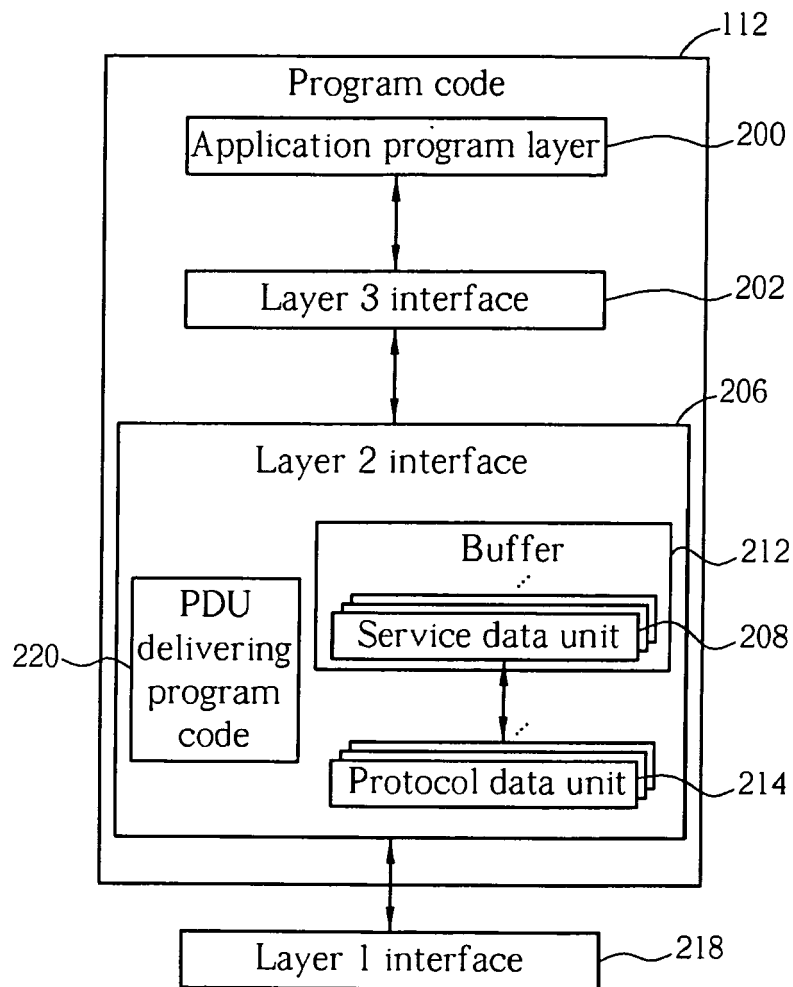 112
Program code
Application program layer
200
Layer 3 interface
202
206
Layer 2 interface
Buffer
212
PDU
delivering
program
code
220
Service data unit
208
Protocol data unit
214
Layer 1 interface
218